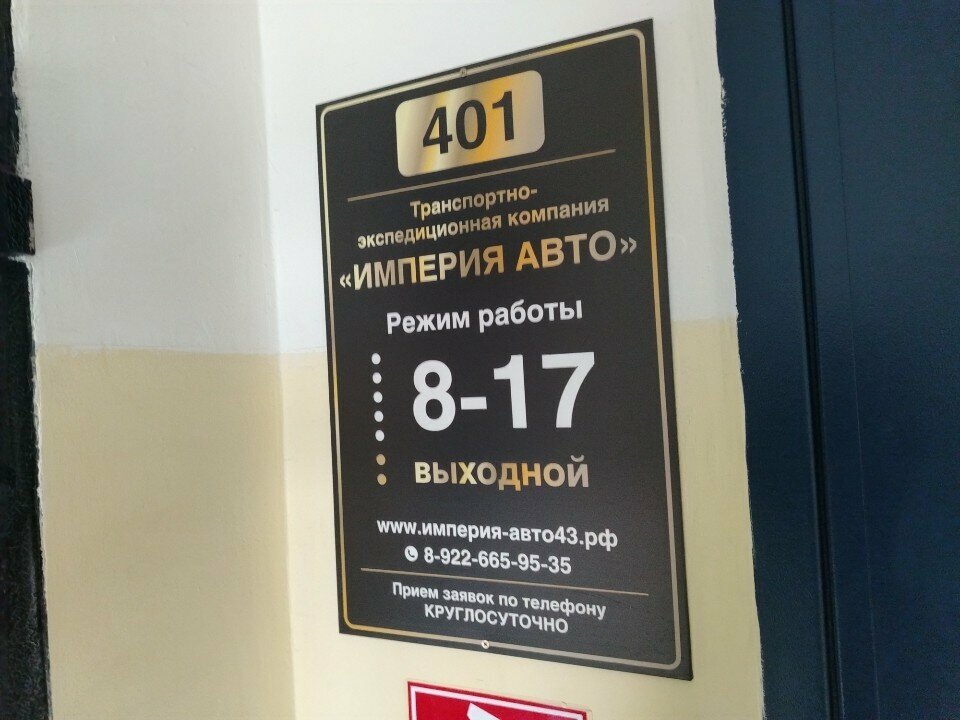 401
Транспортно-
экспедиционная компания
«ИМПЕРИЯ АВТО»
Режим работы
8-17
выходной
www.империя-авто43.рф
8-922-665-95-35
Прием заявок по телефону
КРУГЛОСУТОЧНО